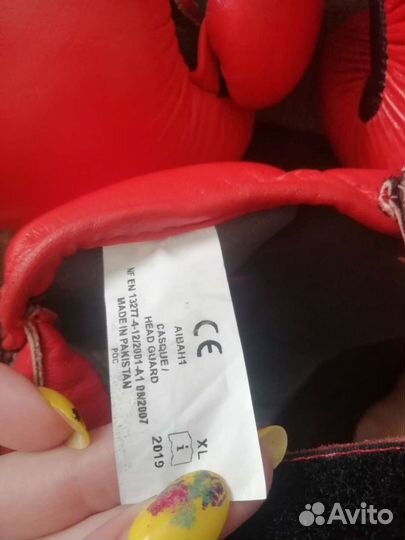 CE
AIBAH1
CASQUE /
HEAD GUARD
NF EN 13277-4-12/2001-A1 08/2007
MADE IN PAKISTAN
PDC
XL
i
2019
Avito